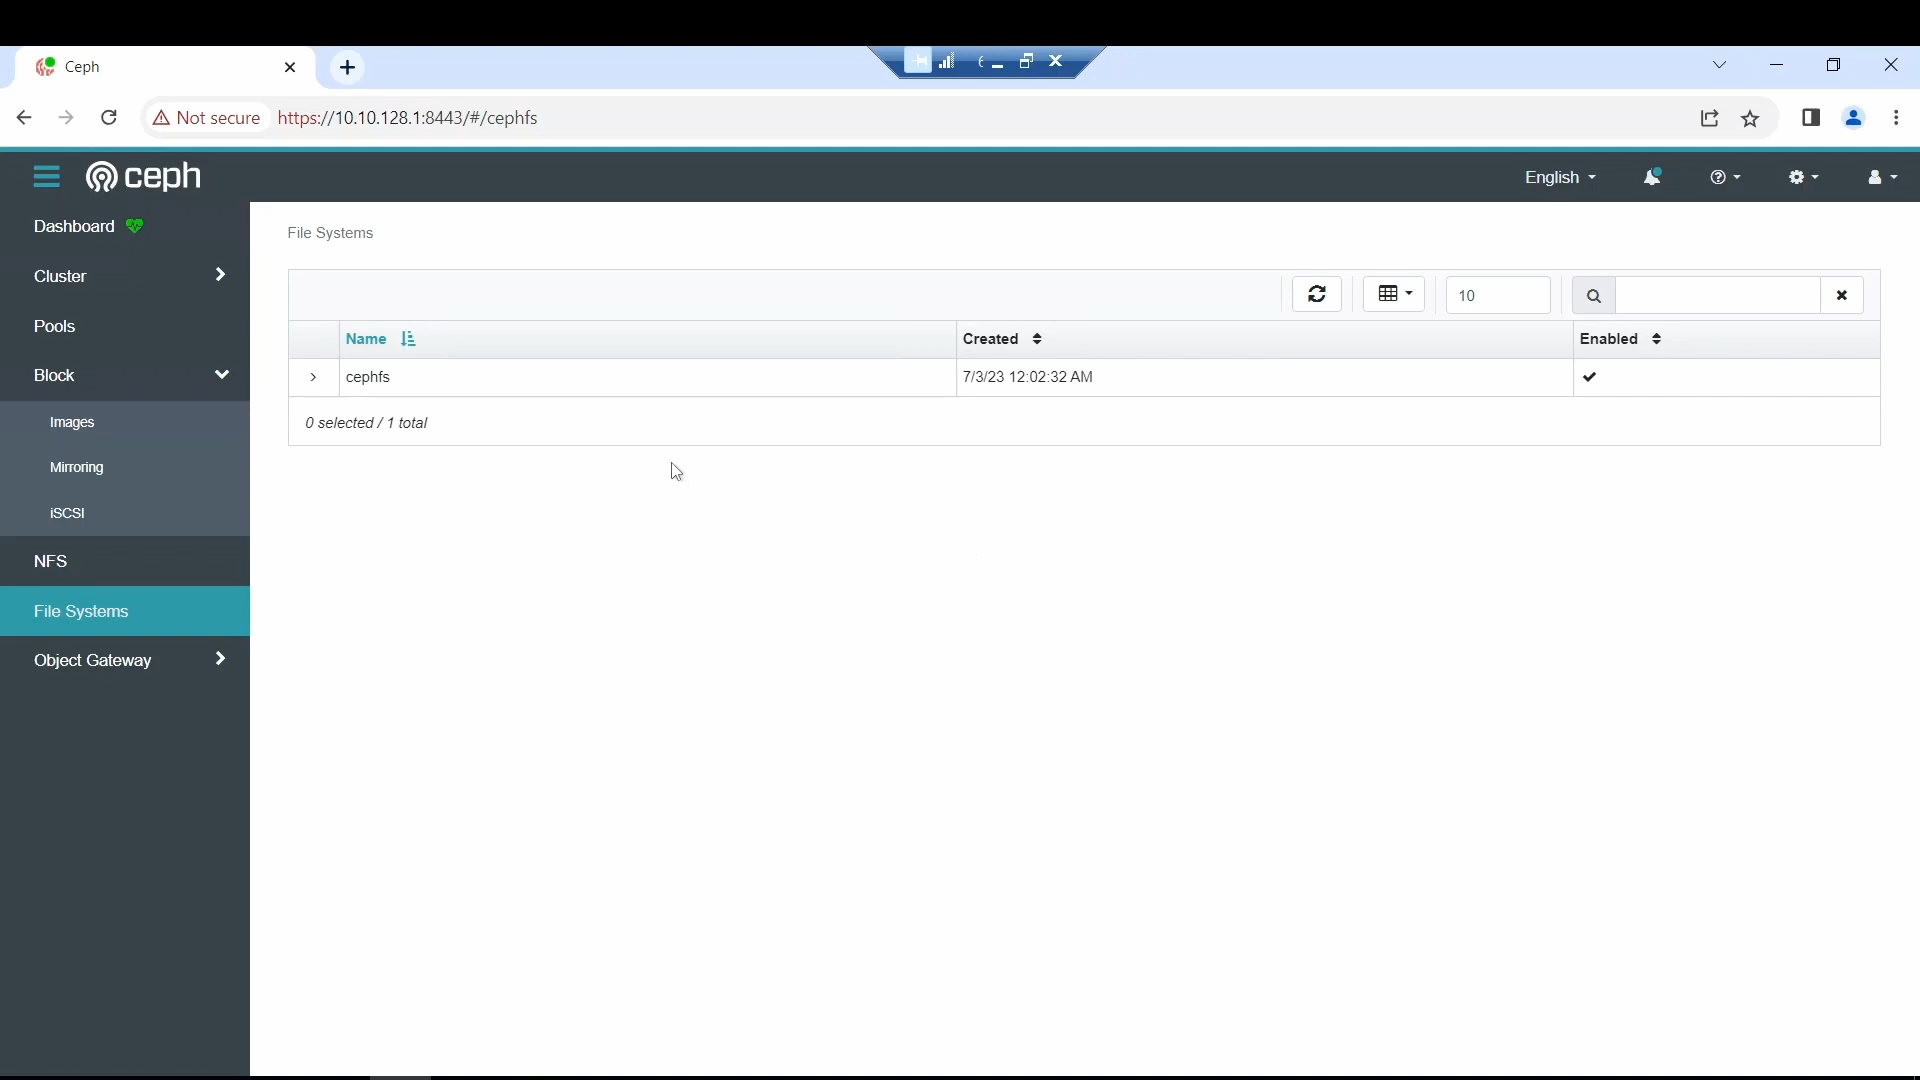 Ceph
Not secure https://10.10.128.1:8443/#/cephfs
ceph
English
Dashboard
Cluster
Pools
Block
Images
Mirroring
iSCSI
NFS
File Systems
Object Gateway
File Systems
10
Name Created Enabled
cephfs 7/3/23 12:02:32 AM
0 selected / 1 total